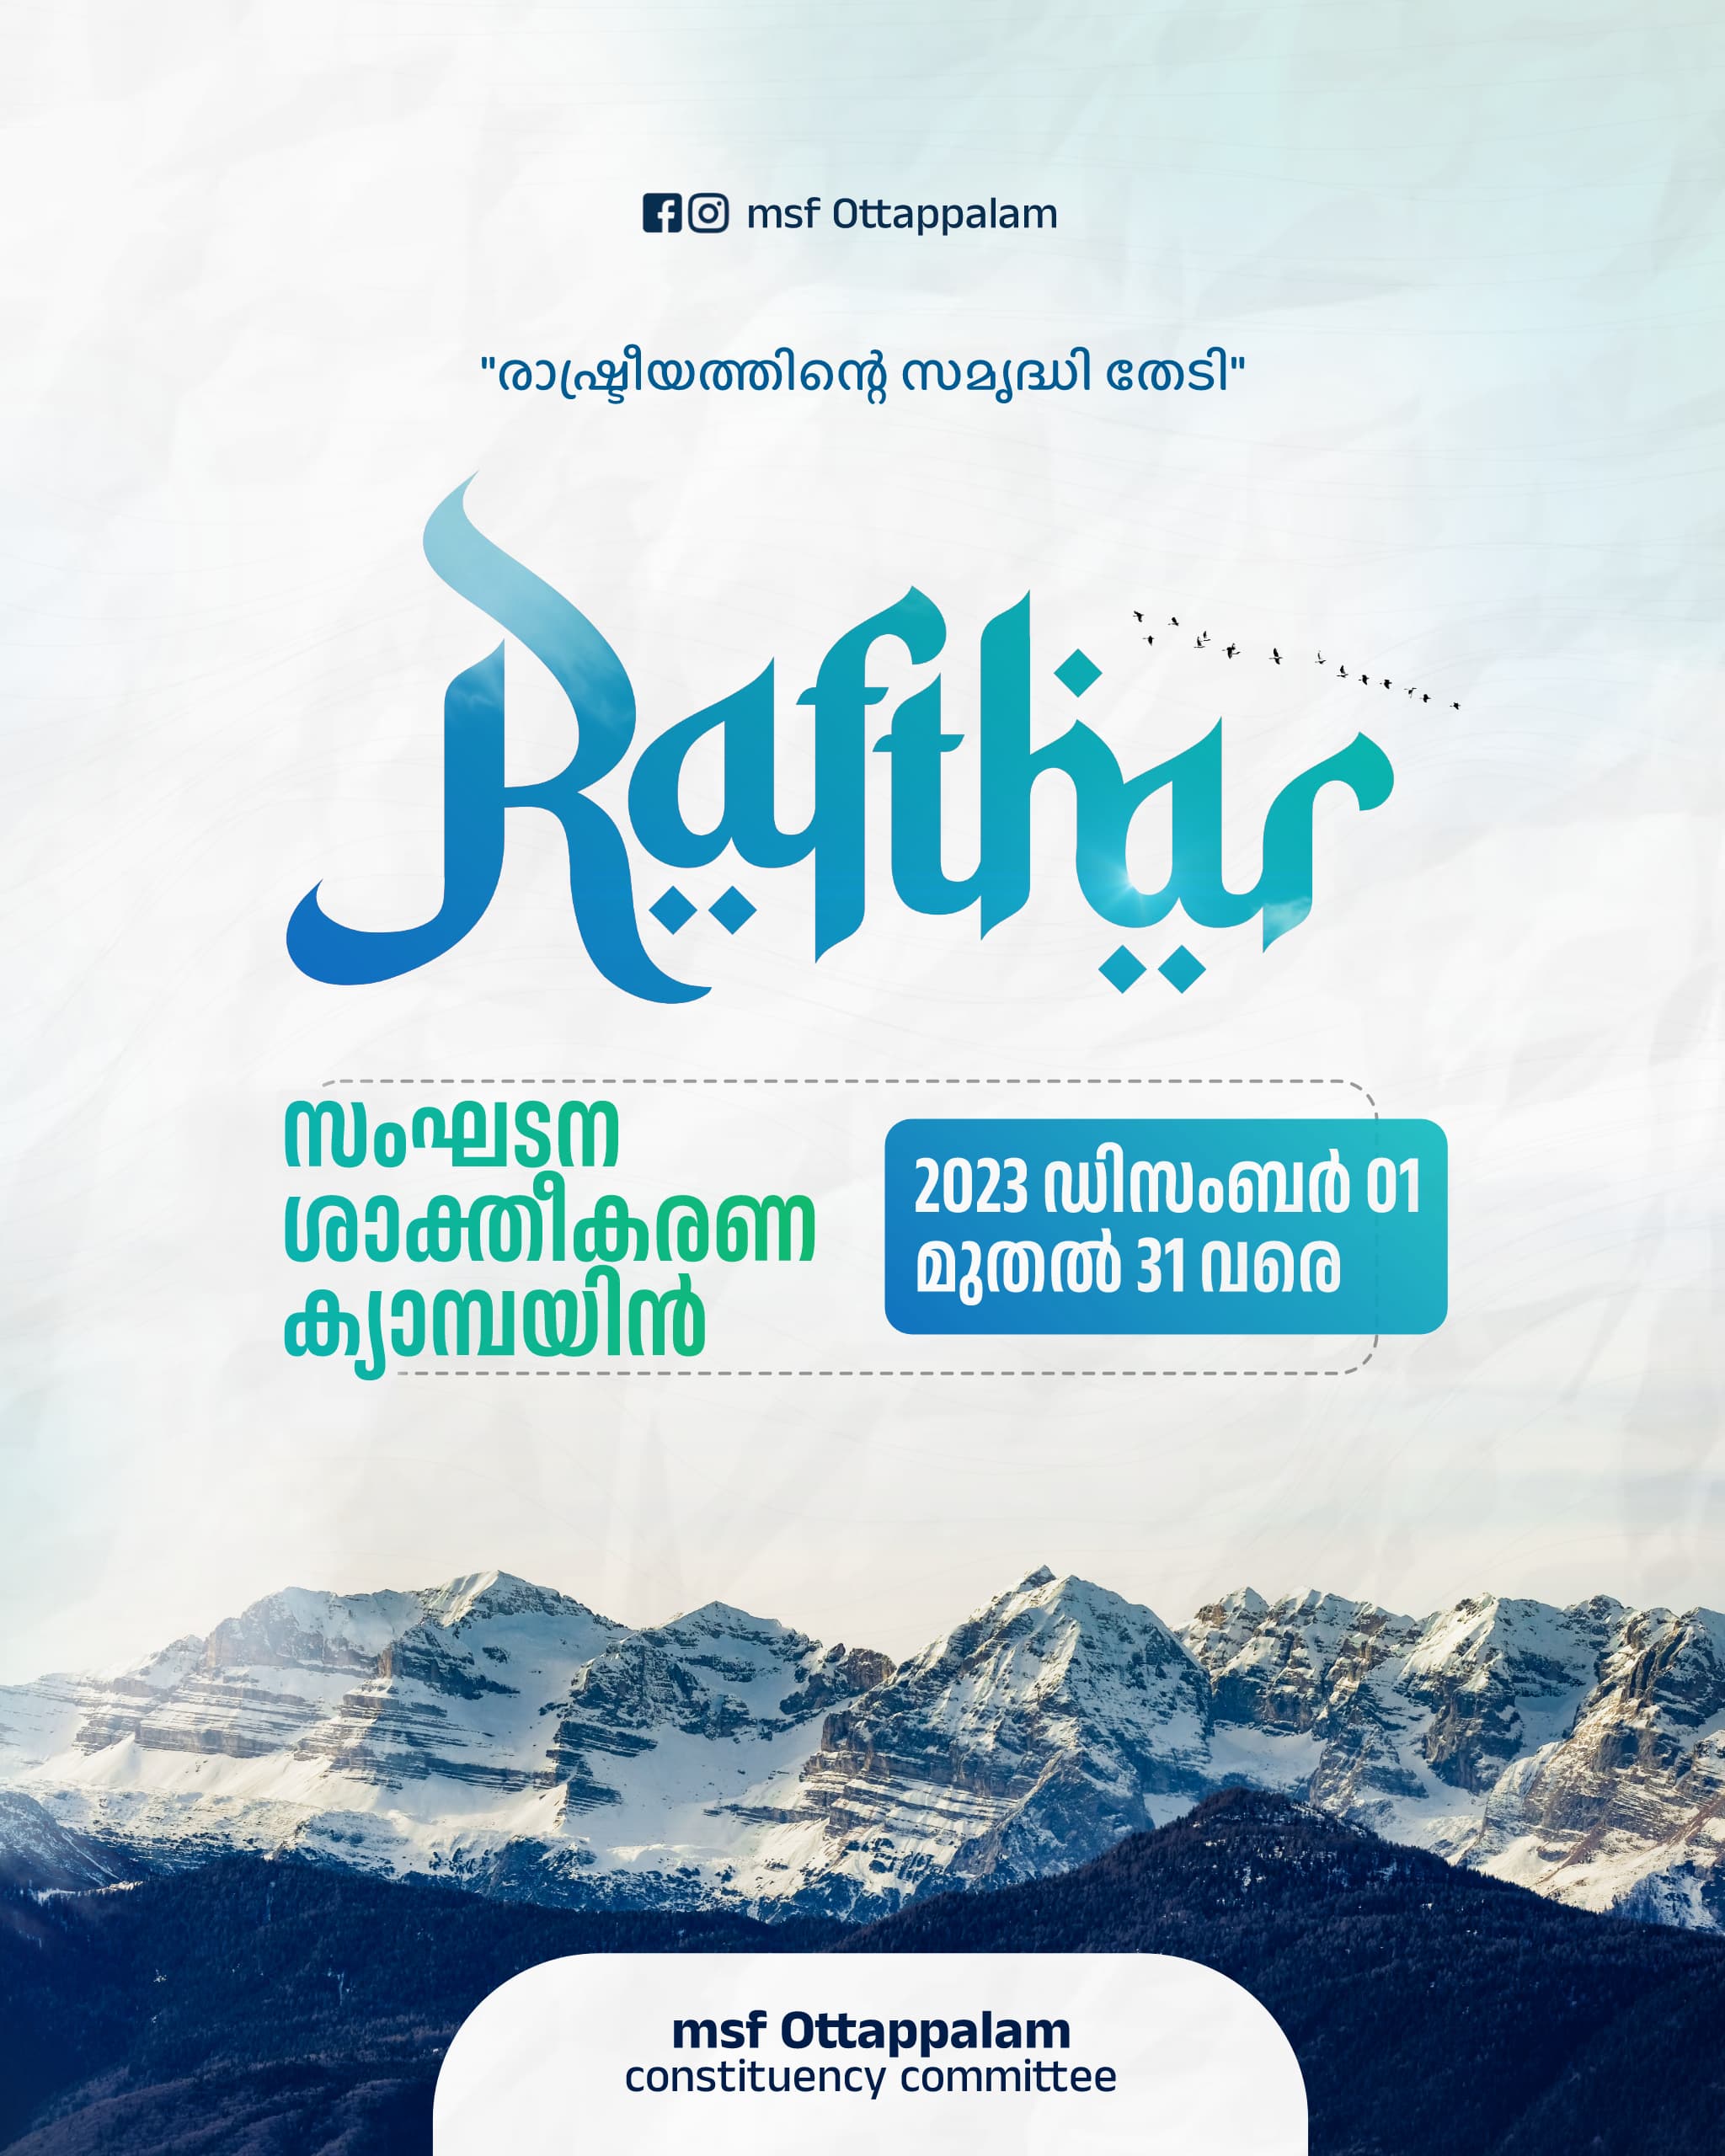 msf Ottappalam
"രാഷ്ട്രീയത്തിന്റെ സമൃദ്ധി തേടി"
Rafthar
സംഘടന
ശാക്തീകരണ
ക്യാമ്പയിൻ
2023 ഡിസംബർ 01
മുതൽ 31 വരെ
msf Ottappalam
constituency committee